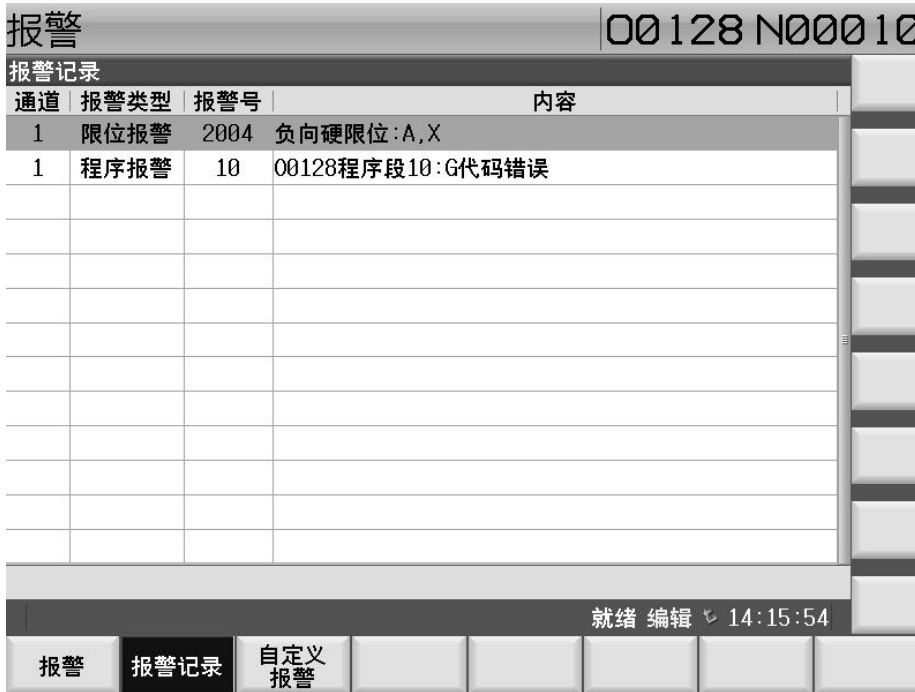 报警 O0128 N00010
报警记录
通道 报警类型 报警号 内容
1 限位报警 2004 负向硬限位:A,X
1 程序报警 10 O0128程序段10:G代码错误
就绪 编辑 14:15:54
报警 报警记录 自定义报警